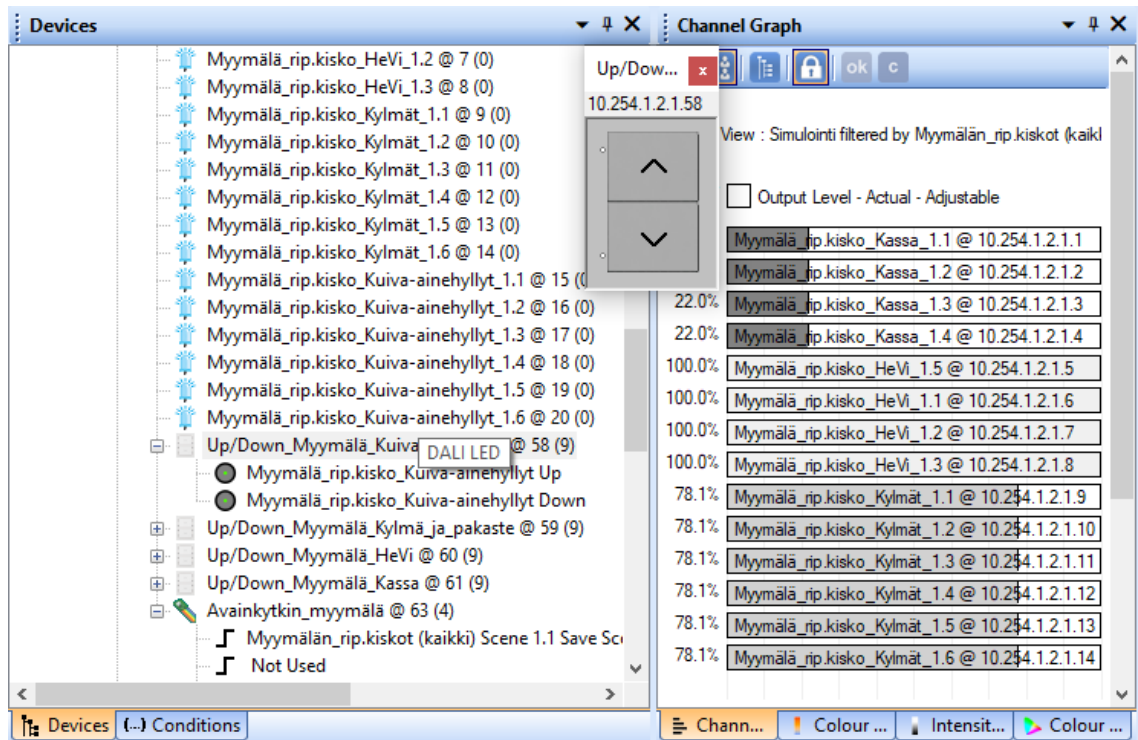 Devices
Myymälä_rip.kisko_HeVi_1.2 @ 7 (0)
Myymälä_rip.kisko_HeVi_1.3 @ 8 (0)
Myymälä_rip.kisko_Kylmät_1.1 @ 9 (0)
Myymälä_rip.kisko_Kylmät_1.2 @ 10 (0)
Myymälä_rip.kisko_Kylmät_1.3 @ 11 (0)
Myymälä_rip.kisko_Kylmät_1.4 @ 12 (0)
Myymälä_rip.kisko_Kylmät_1.5 @ 13 (0)
Myymälä_rip.kisko_Kylmät_1.6 @ 14 (0)
Myymälä_rip.kisko_Kuiva-ainehyllyt_1.1 @ 15 (
Myymälä_rip.kisko_Kuiva-ainehyllyt_1.2 @ 16 (0)
Myymälä_rip.kisko_Kuiva-ainehyllyt_1.3 @ 17 (0)
Myymälä_rip.kisko_Kuiva-ainehyllyt_1.4 @ 18 (0)
Myymälä_rip.kisko_Kuiva-ainehyllyt_1.5 @ 19 (0)
Myymälä_rip.kisko_Kuiva-ainehyllyt_1.6 @ 20 (0)
Up/Down_Myymälä_Kuiva @ 58 (9)
DALI LED
Myymälä_rip.kisko_Kuiva-ainehyllyt Up
Myymälä_rip.kisko_Kuiva-ainehyllyt Down
Up/Down_Myymälä_Kylmä_ja_pakaste @ 59 (9)
Up/Down_Myymälä_HeVi @ 60 (9)
Up/Down_Myymälä_Kassa @ 61 (9)
Avainkytkin_myymälä @ 63 (4)
Myymälän_rip.kiskot (kaikki) Scene 1.1 Save Sc
Not Used
Devices (...) Conditions
Up/Dow... x
10.254.1.2.1.58
Channel Graph
ok c
View : Simulointi filtered by Myymälän_rip.kiskot (kaikl
Output Level - Actual - Adjustable
Myymälä_rip.kisko_Kassa_1.1 @ 10.254.1.2.1.1
Myymälä_rip.kisko_Kassa_1.2 @ 10.254.1.2.1.2
22.0% Myymälä_rip.kisko_Kassa_1.3 @ 10.254.1.2.1.3
22.0% Myymälä_rip.kisko_Kassa_1.4 @ 10.254.1.2.1.4
100.0% Myymälä_rip.kisko_HeVi_1.5 @ 10.254.1.2.1.5
100.0% Myymälä_rip.kisko_HeVi_1.1 @ 10.254.1.2.1.6
100.0% Myymälä_rip.kisko_HeVi_1.2 @ 10.254.1.2.1.7
100.0% Myymälä_rip.kisko_HeVi_1.3 @ 10.254.1.2.1.8
78.1% Myymälä_rip.kisko_Kylmät_1.1 @ 10.254.1.2.1.9
78.1% Myymälä_rip.kisko_Kylmät_1.2 @ 10.254.1.2.1.10
78.1% Myymälä_rip.kisko_Kylmät_1.3 @ 10.254.1.2.1.11
78.1% Myymälä_rip.kisko_Kylmät_1.4 @ 10.254.1.2.1.12
78.1% Myymälä_rip.kisko_Kylmät_1.5 @ 10.254.1.2.1.13
78.1% Myymälä_rip.kisko_Kylmät_1.6 @ 10.254.1.2.1.14
Chann... Colour ... Intensit... Colour ...